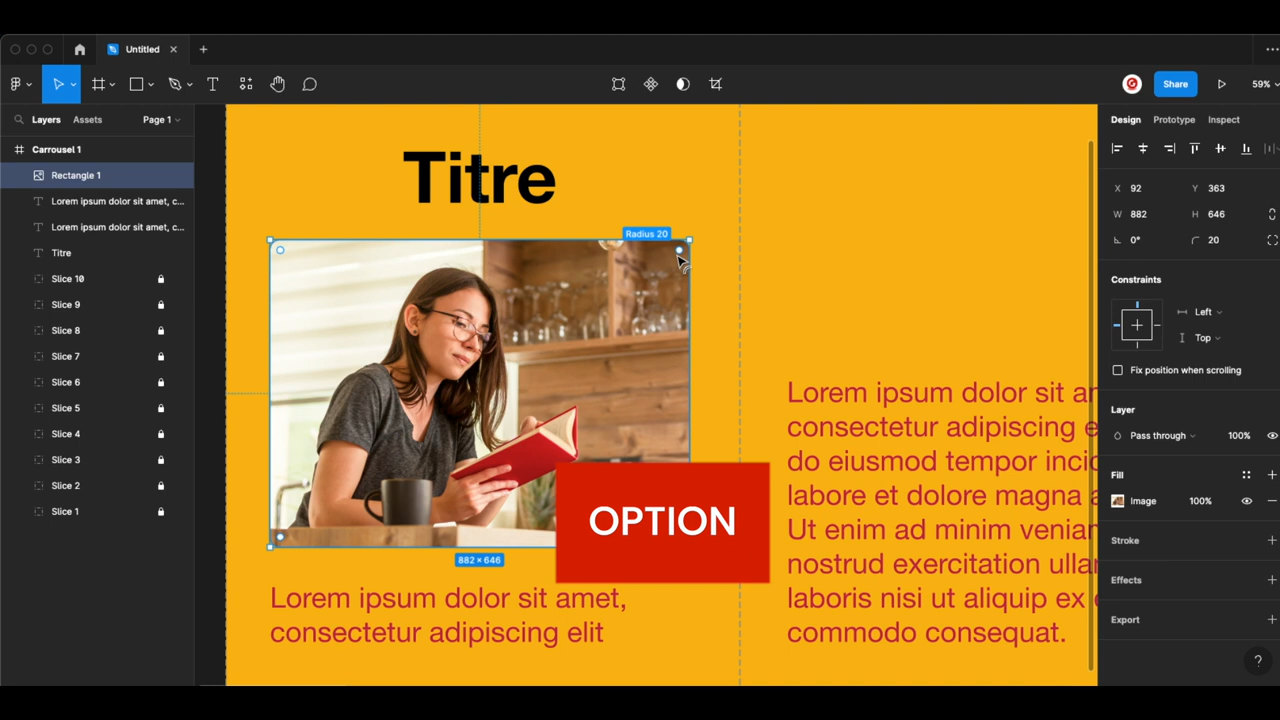 Untitled
Share
59%
Layers
Assets
Page 1
Design
Prototype
Inspect
Carrousel 1
Rectangle 1
Lorem ipsum dolor sit amet, c...
Lorem ipsum dolor sit amet, c...
Titre
Slice 10
Slice 9
Slice 8
Slice 7
Slice 6
Slice 5
Slice 4
Slice 3
Slice 2
Slice 1
Titre
Radius 20
882 × 646
OPTION
Lorem ipsum dolor sit amet,
consectetur adipiscing elit
Lorem ipsum dolor sit am
consectetur adipiscing e
do eiusmod tempor incid
labore et dolore magna a
Ut enim ad minim veniam
nostrud exercitation ullam
laboris nisi ut aliquip ex e
commodo consequat.
X 92
Y 363
W 882
H 646
0°
20
Constraints
Left
Top
Fix position when scrolling
Layer
Pass through
100%
Fill
Image
100%
Stroke
Effects
Export
?